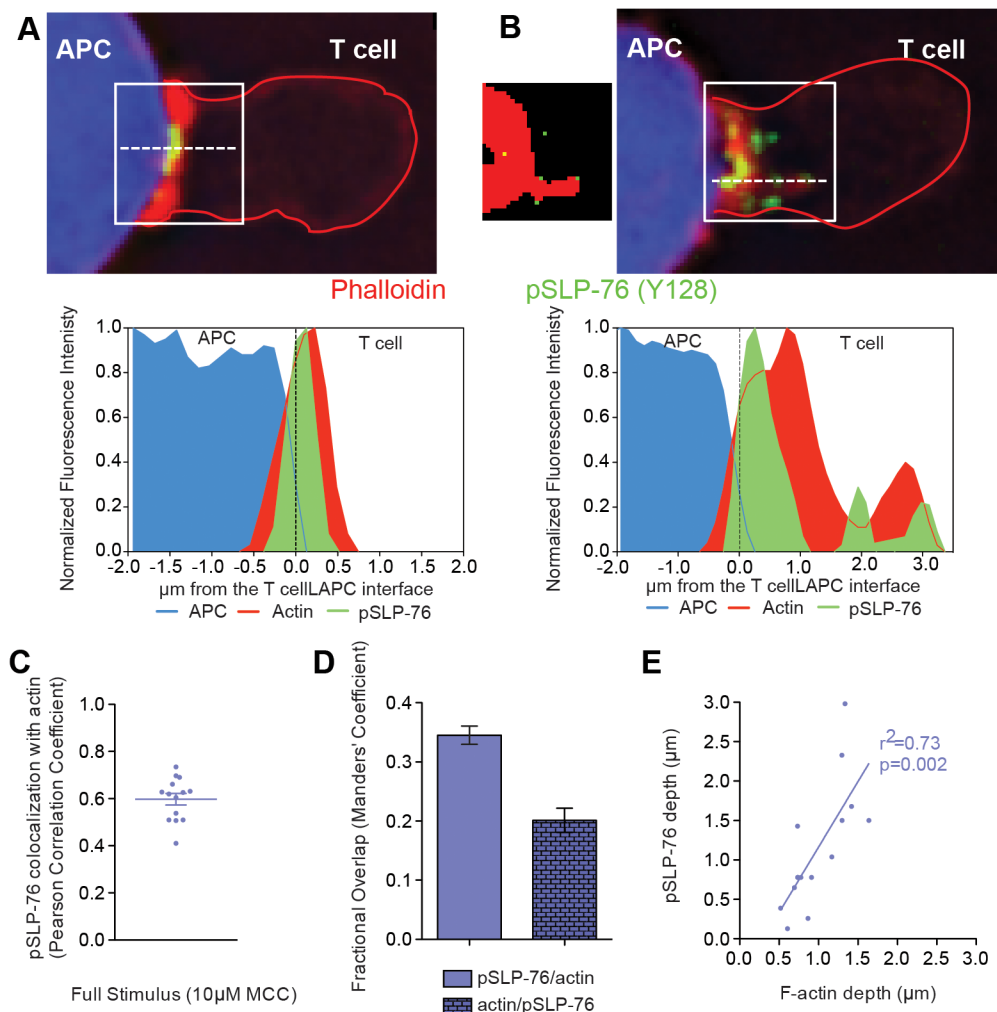 A
APC
T cell
B
APC
T cell
Phalloidin
pSLP-76 (Y128)
Normalized Fluorescence Intenisty
1.0
0.8
0.6
0.4
0.2
0.0
APC
T cell
-2.0 -1.5 -1.0 -0.5 0.0 0.5 1.0 1.5 2.0
µm from the T cellLAPC interface
APC Actin pSLP-76
Normalized Fluorescence Intensity
1.0
0.8
0.6
0.4
0.2
0.0
APC
T cell
-2.0 -1.0 0.0 1.0 2.0 3.0
µm from the T cellLAPC interface
APC Actin pSLP-76
C
pSLP-76 colocalization with actin
(Pearson Correlation Coefficient)
1.0
0.8
0.6
0.4
0.2
0.0
Full Stimulus (10µM MCC)
D
Fractional Overlap (Manders' Coefficient)
0.4
0.3
0.2
0.1
0.0
pSLP-76/actin
actin/pSLP-76
E
pSLP-76 depth (µm)
3.0
2.5
2.0
1.5
1.0
0.5
0.0
r2=0.73
p=0.002
0.0 0.5 1.0 1.5 2.0 2.5 3.0
F-actin depth (µm)